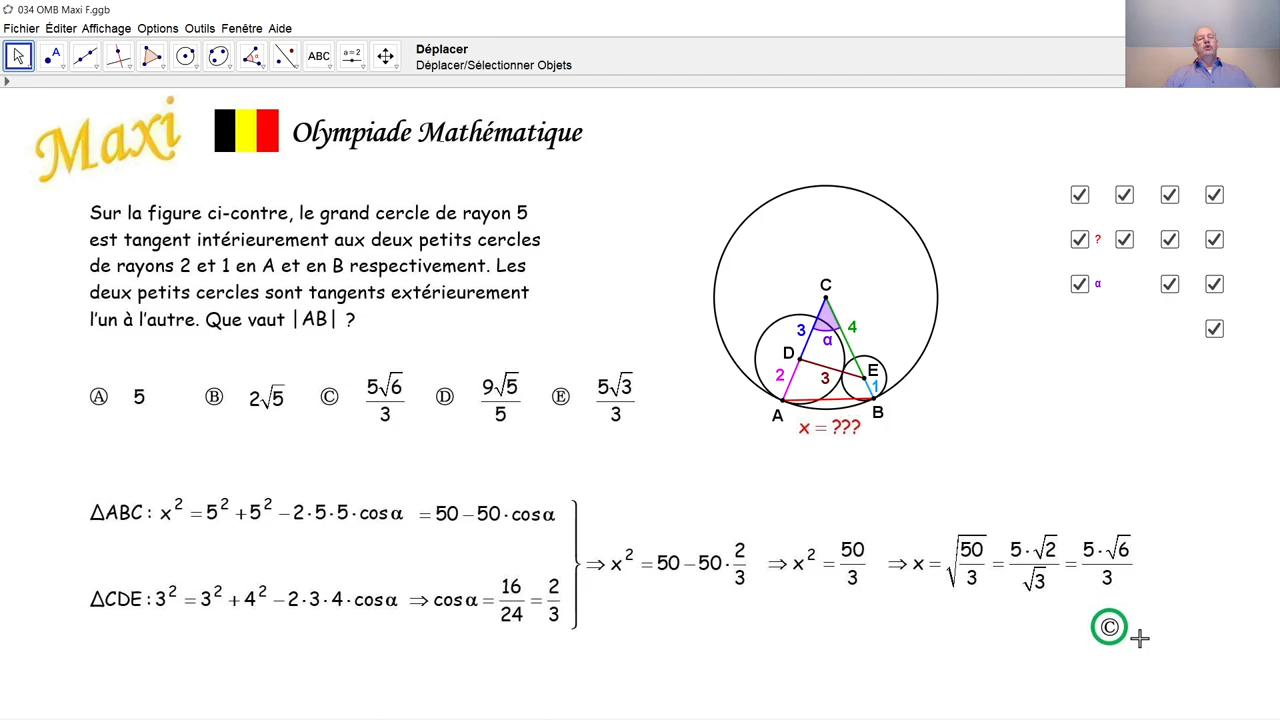 034 OMB Maxi F.ggb
Fichier Éditer Affichage Options Outils Fenêtre Aide
A ABC a=2 Déplacer
Déplacer/Sélectionner Objets
Maxi Olympiade Mathématique
Sur la figure ci-contre, le grand cercle de rayon 5
est tangent intérieurement aux deux petits cercles
de rayons 2 et 1 en A et en B respectivement. Les
deux petits cercles sont tangents extérieurement
l'un à l'autre. Que vaut |AB| ?
Ⓐ 5 Ⓑ 2√5 Ⓒ 5√6/3 Ⓓ 9√5/5 Ⓔ 5√3/3
C
3 4
α
D
E
2 3 1
A B
x = ???
?
α
ΔABC : x² = 5² + 5² − 2·5·5·cosα = 50 − 50·cosα
ΔCDE : 3² = 3² + 4² − 2·3·4·cosα ⇒ cosα = 16/24 = 2/3
⇒ x² = 50 − 50·2/3 ⇒ x² = 50/3 ⇒ x = √(50/3) = 5·√2/√3 = 5·√6/3
Ⓒ